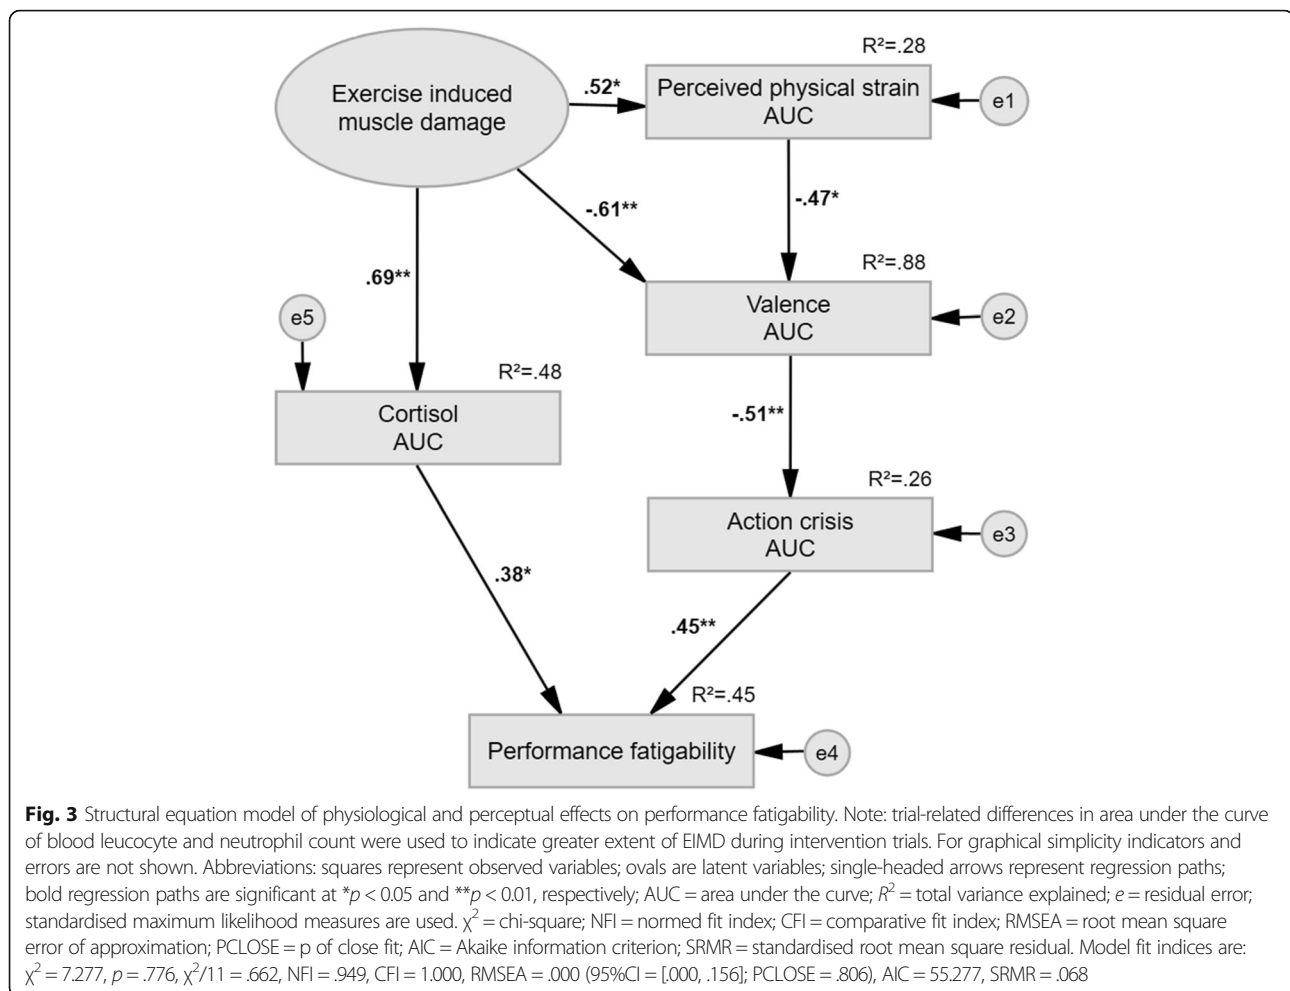 R²=.28
Exercise induced
muscle damage
.52*
Perceived physical strain
AUC
e1
-.61**
-.47*
R²=.88
.69**
Valence
AUC
e2
e5
R²=.48
Cortisol
AUC
-.51**
R²=.26
Action crisis
AUC
e3
.38*
.45**
R²=.45
Performance fatigability
e4
Fig. 3 Structural equation model of physiological and perceptual effects on performance fatigability. Note: trial-related differences in area under the curve
of blood leucocyte and neutrophil count were used to indicate greater extent of EIMD during intervention trials. For graphical simplicity indicators and
errors are not shown. Abbreviations: squares represent observed variables; ovals are latent variables; single-headed arrows represent regression paths;
bold regression paths are significant at *p < 0.05 and **p < 0.01, respectively; AUC = area under the curve; R² = total variance explained; e = residual error;
standardised maximum likelihood measures are used. χ² = chi-square; NFI = normed fit index; CFI = comparative fit index; RMSEA = root mean square
error of approximation; PCLOSE = p of close fit; AIC = Akaike information criterion; SRMR = standardised root mean square residual. Model fit indices are:
χ² = 7.277, p = .776, χ²/11 = .662, NFI = .949, CFI = 1.000, RMSEA = .000 (95%CI = [.000, .156]; PCLOSE = .806), AIC = 55.277, SRMR = .068